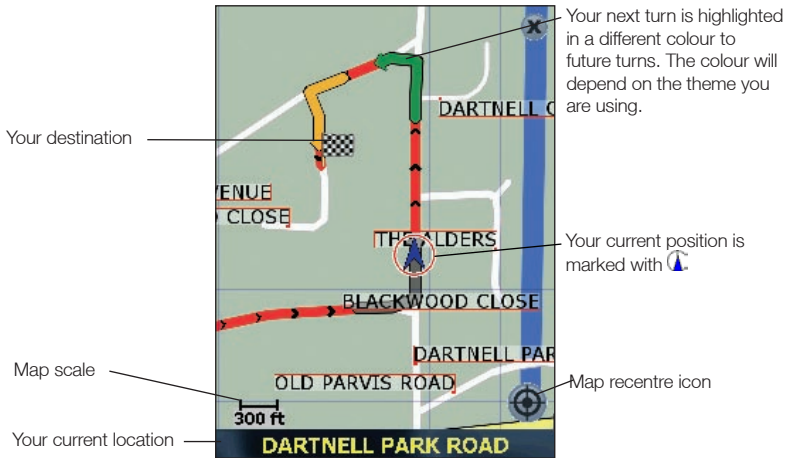 Your next turn is highlighted
in a different colour to
future turns. The colour will
depend on the theme you
are using.
X
DARTNELL C
Your destination
ENUE
CLOSE
THE ALDERS
Your current position is
marked with
BLACKWOOD CLOSE
DARTNELL PAR
Map scale
OLD PARVIS ROAD
Map recentre icon
300 ft
Your current location
DARTNELL PARK ROAD